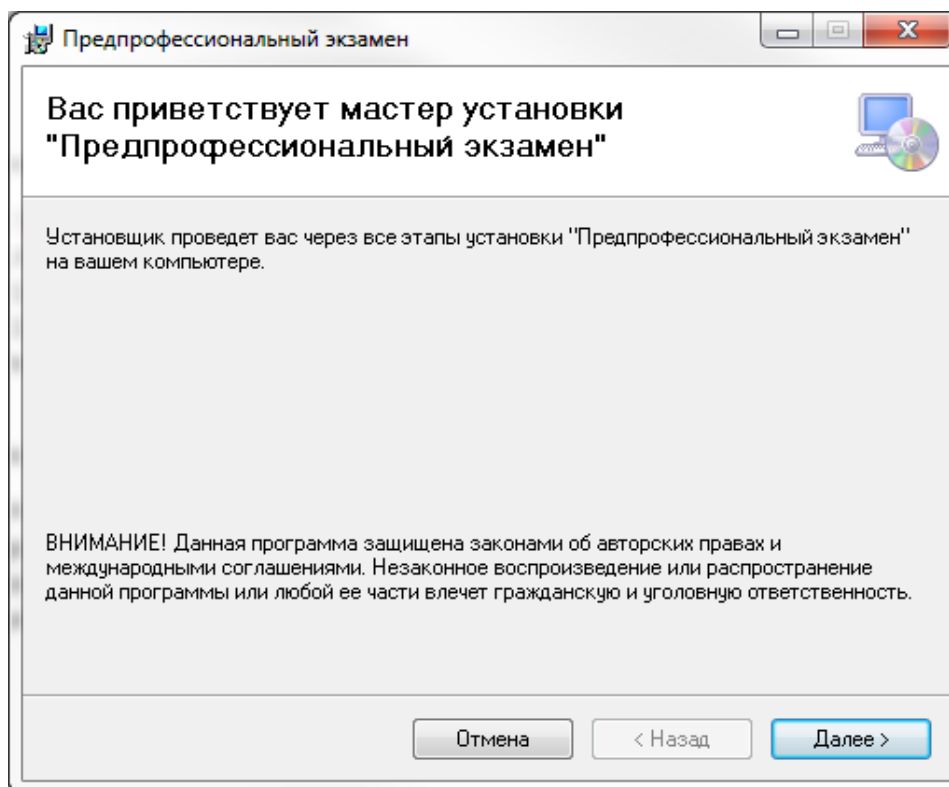 Предпрофессиональный экзамен
Вас приветствует мастер установки
"Предпрофессиональный экзамен"
Установщик проведет вас через все этапы установки "Предпрофессиональный экзамен"
на вашем компьютере.
ВНИМАНИЕ! Данная программа защищена законами об авторских правах и
международными соглашениями. Незаконное воспроизведение или распространение
данной программы или любой ее части влечет гражданскую и уголовную ответственность.
Отмена
< Назад
Далее >